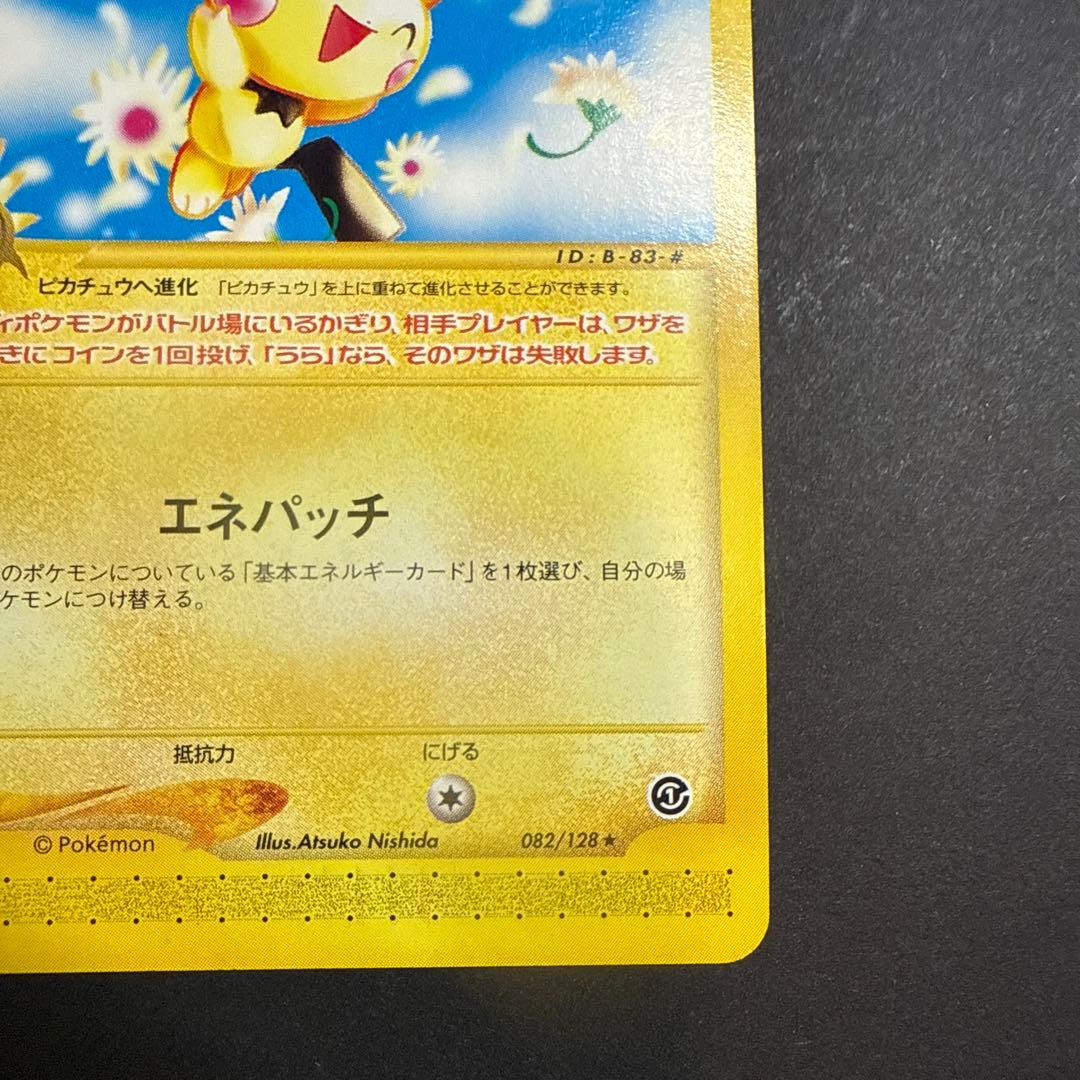 ID:B-83-#
ピカチュウへ進化 「ピカチュウ」を上に重ねて進化させることができます。
ィポケモンがバトル場にいるかぎり、相手プレイヤーは、ワザを
きにコインを1回投げ、「うら」なら、そのワザは失敗します。
エネパッチ
のポケモンについている「基本エネルギーカード」を1枚選び、自分の場
ケモンにつけ替える。
抵抗力 にげる
1
© Pokémon Illus.Atsuko Nishida 082/128★